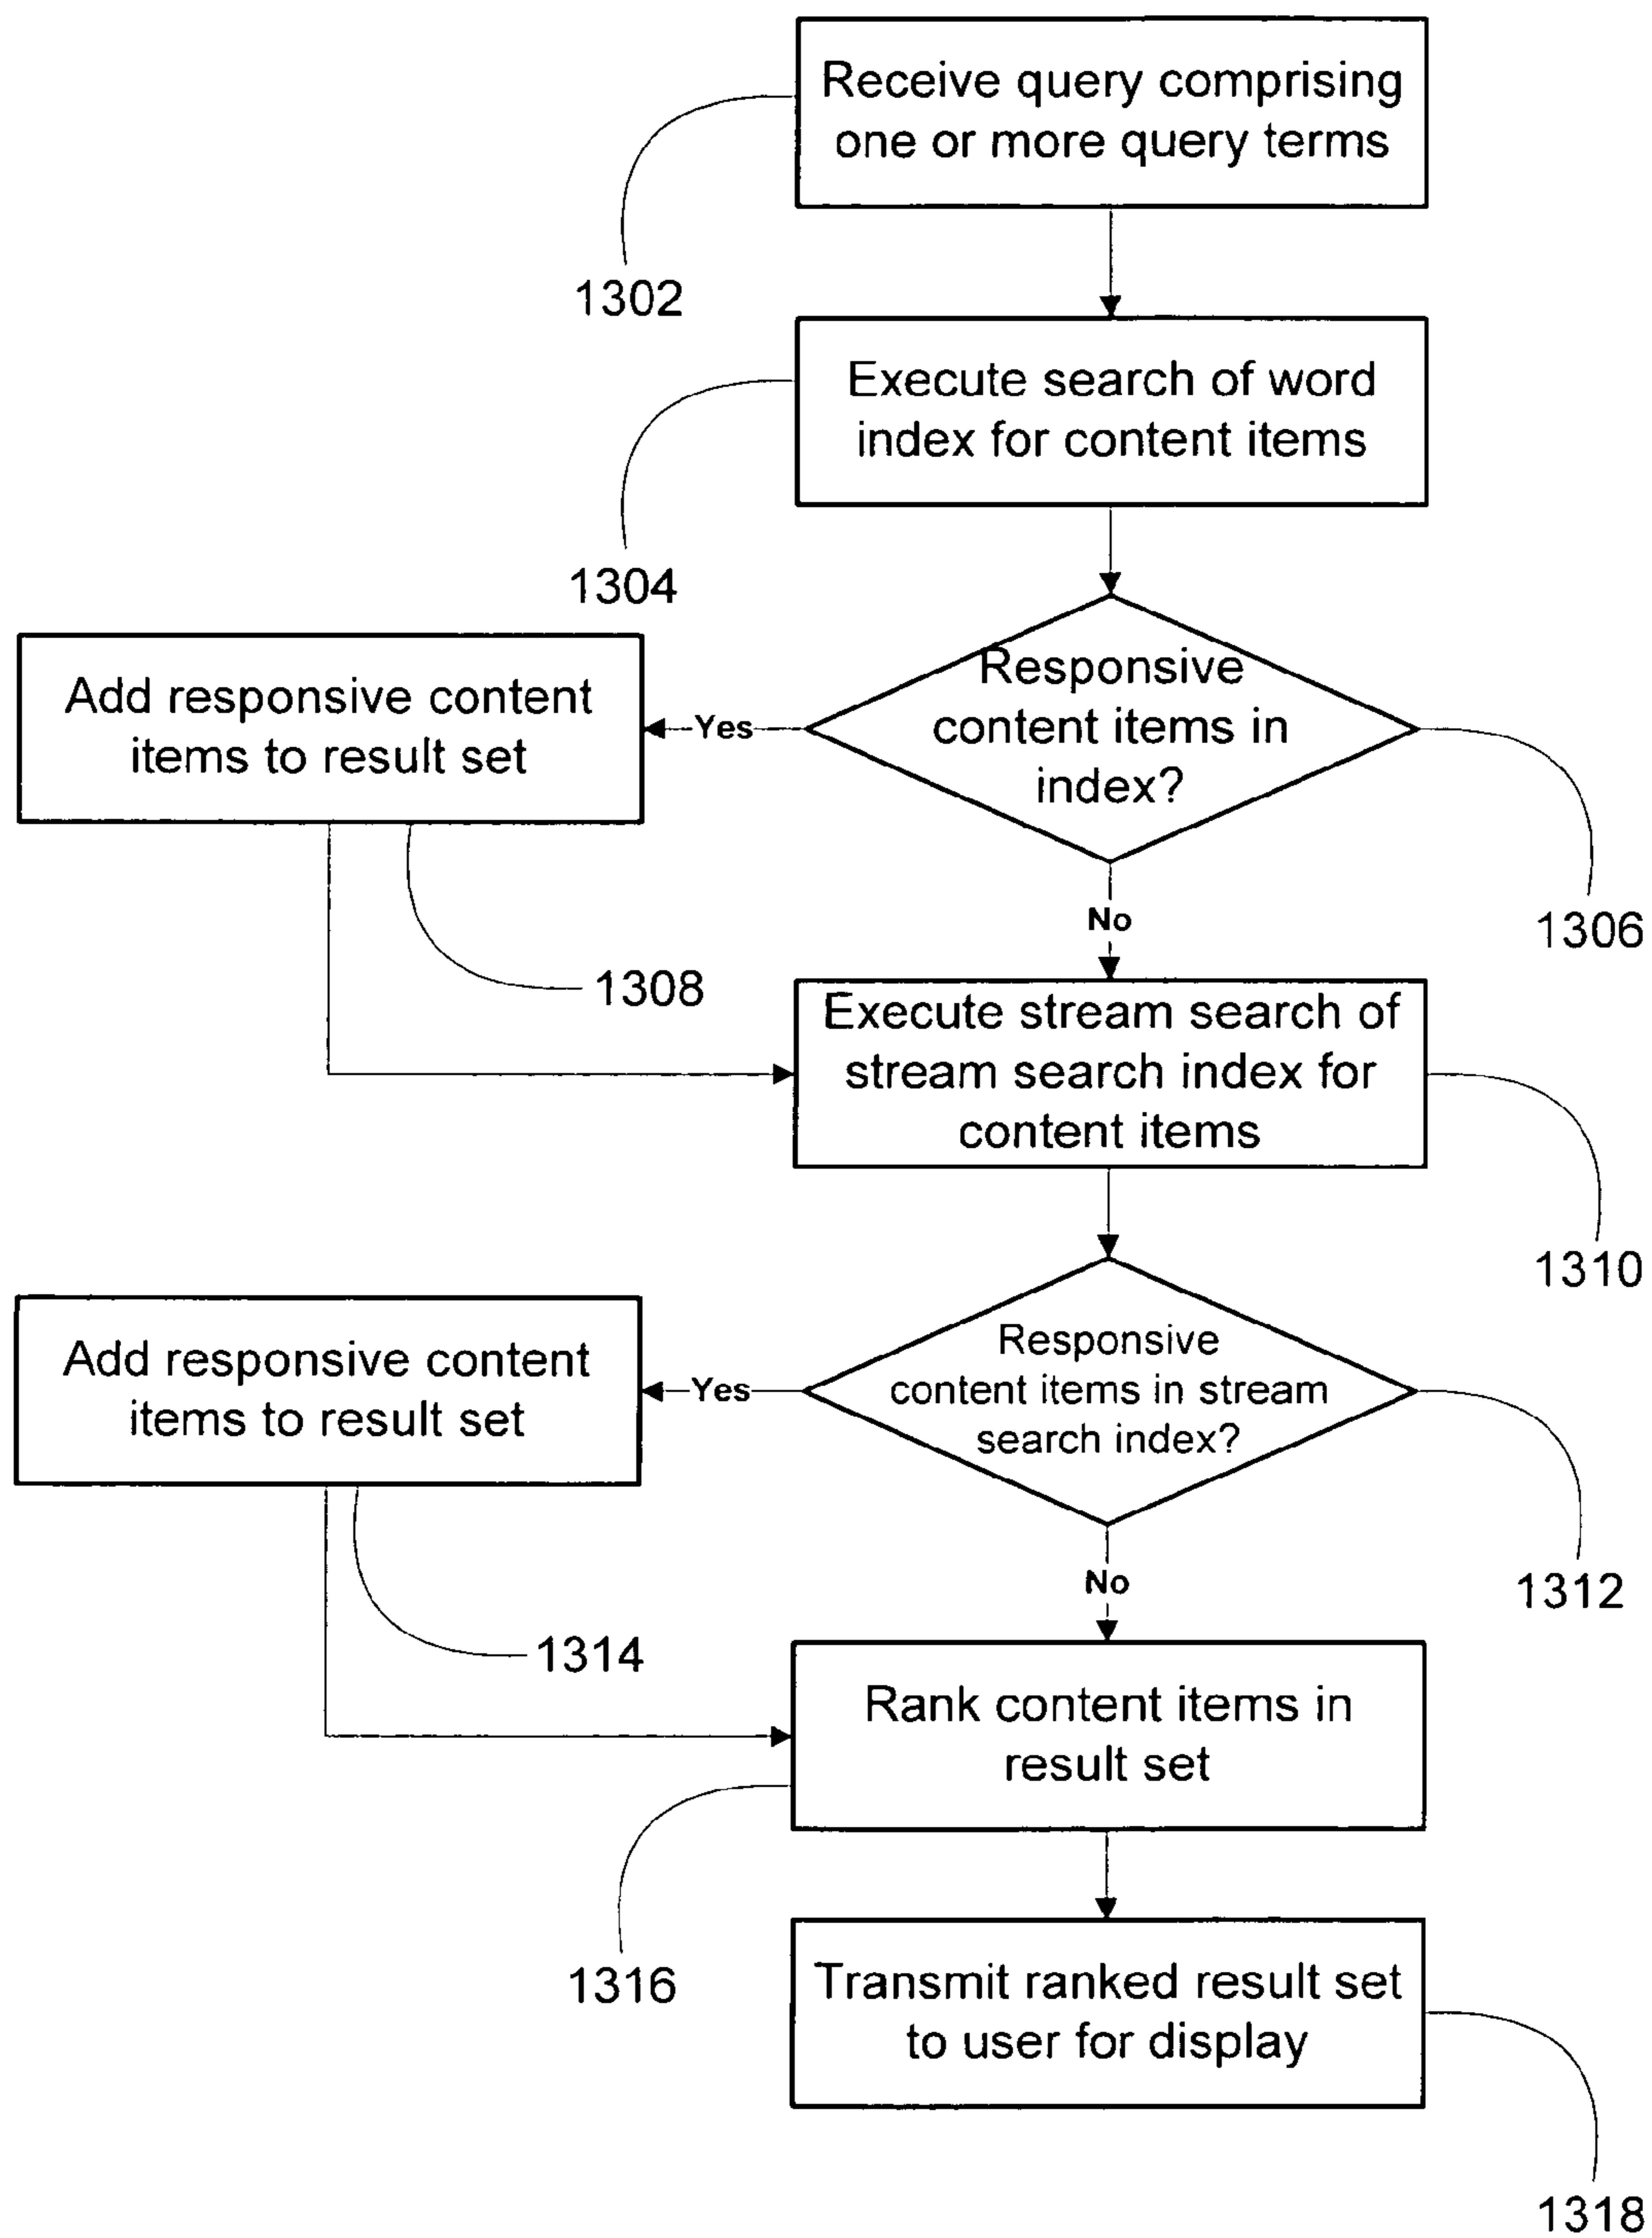 Receive query comprising
one or more query terms
1302
Execute search of word
index for content items
1304
Responsive
content items in
index?
Yes
Add responsive content
items to result set
No
1306
1308
Execute stream search of
stream search index for
content items
1310
Responsive
content items in stream
search index?
Yes
Add responsive content
items to result set
No
1312
1314
Rank content items in
result set
1316
Transmit ranked result set
to user for display
1318